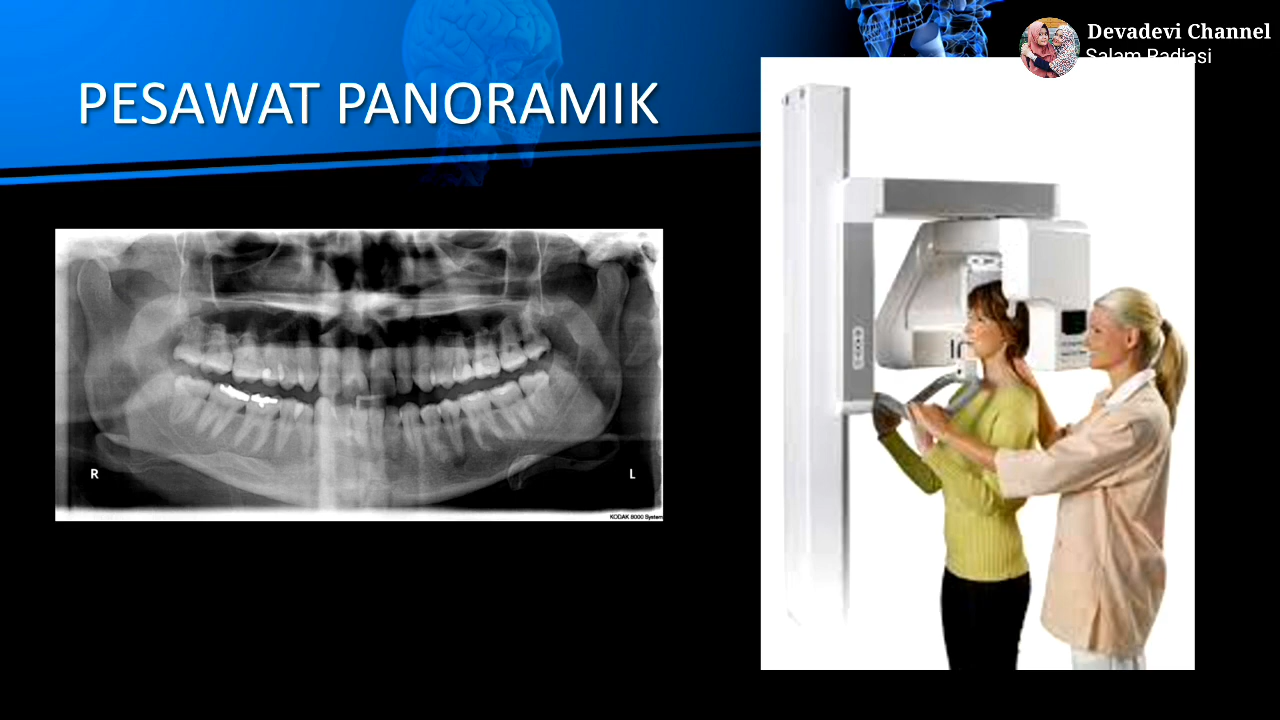 Devadevi Channel
Salam Radiasi
PESAWAT PANORAMIK
R
L
KODAK 8000 System